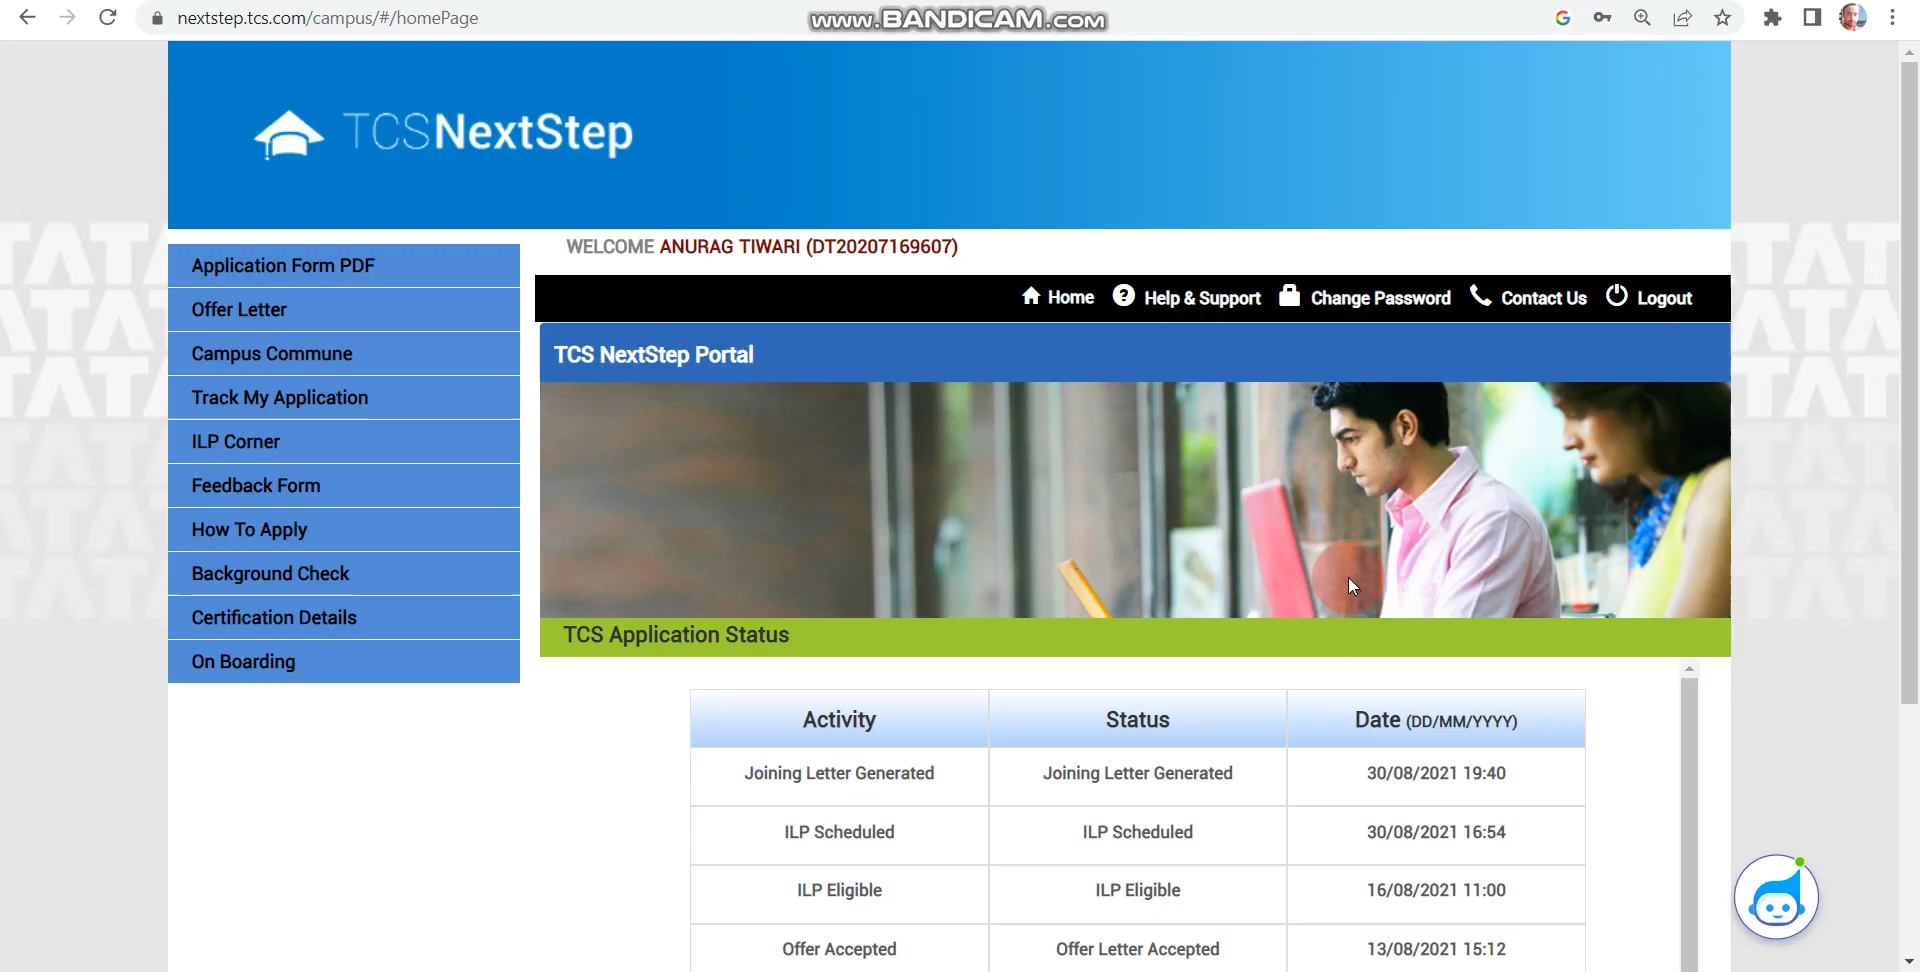 nextstep.tcs.com/campus/#/homePage
www.BANDICAM.com
TCSNextStep
WELCOME ANURAG TIWARI (DT20207169607)
Home Help & Support Change Password Contact Us Logout
Application Form PDF
Offer Letter
Campus Commune
Track My Application
ILP Corner
Feedback Form
How To Apply
Background Check
Certification Details
On Boarding
TCS NextStep Portal
TCS Application Status
Activity Status Date (DD/MM/YYYY)
Joining Letter Generated Joining Letter Generated 30/08/2021 19:40
ILP Scheduled ILP Scheduled 30/08/2021 16:54
ILP Eligible ILP Eligible 16/08/2021 11:00
Offer Accepted Offer Letter Accepted 13/08/2021 15:12